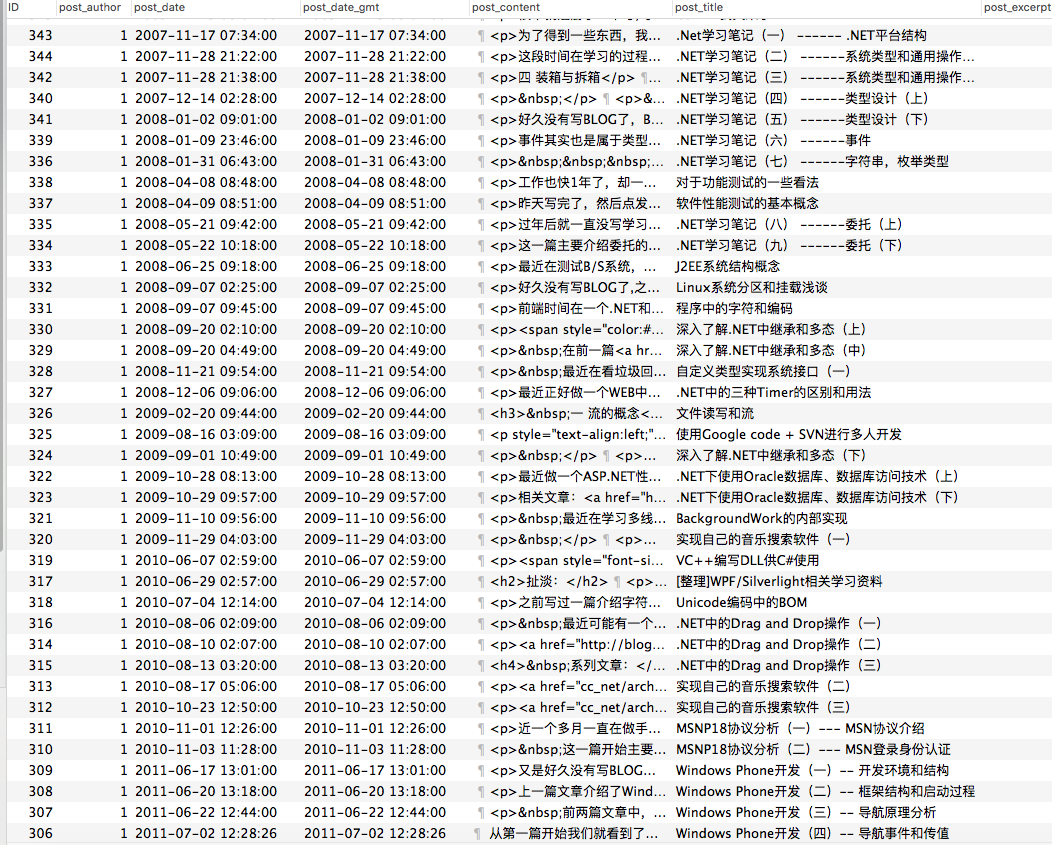 ID post_author post_date post_date_gmt post_content post_title post_excerpt
343 1 2007-11-17 07:34:00 2007-11-17 07:34:00 ¶ <p>为了得到一些东西，我... .Net学习笔记（一） ------ .NET平台结构
344 1 2007-11-28 21:22:00 2007-11-28 21:22:00 ¶ <p>这段时间在学习的过程... .NET学习笔记（二） ------系统类型和通用操作...
342 1 2007-11-28 21:38:00 2007-11-28 21:38:00 ¶ <p>四 装箱与拆箱</p> ¶... .NET学习笔记（三） ------系统类型和通用操作...
340 1 2007-12-14 02:28:00 2007-12-14 02:28:00 ¶ <p>&nbsp;</p> ¶ <p>&... .NET学习笔记（四） ------类型设计（上）
341 1 2008-01-02 09:01:00 2008-01-02 09:01:00 ¶ <p>好久没有写BLOG了，B... .NET学习笔记（五） ------类型设计（下）
339 1 2008-01-09 23:46:00 2008-01-09 23:46:00 ¶ <p>事件其实也是属于类型... .NET学习笔记（六） ------事件
336 1 2008-01-31 06:43:00 2008-01-31 06:43:00 ¶ <p>&nbsp;&nbsp;&nbsp;... .NET学习笔记（七） ------字符串，枚举类型
338 1 2008-04-08 08:48:00 2008-04-08 08:48:00 ¶ <p>工作也快1年了，却一... 对于功能测试的一些看法
337 1 2008-04-09 08:51:00 2008-04-09 08:51:00 ¶ <p>昨天写完了，然后点发... 软件性能测试的基本概念
335 1 2008-05-21 09:42:00 2008-05-21 09:42:00 ¶ <p>过年后就一直没写学习... .NET学习笔记（八） ------委托（上）
334 1 2008-05-22 10:18:00 2008-05-22 10:18:00 ¶ <p>这一篇主要介绍委托的... .NET学习笔记（九） ------委托（下）
333 1 2008-06-25 09:18:00 2008-06-25 09:18:00 ¶ <p>最近在测试B/S系统，... J2EE系统结构概念
332 1 2008-09-07 02:25:00 2008-09-07 02:25:00 ¶ <p>好久没有写BLOG了,之... Linux系统分区和挂载浅谈
331 1 2008-09-07 09:45:00 2008-09-07 09:45:00 ¶ <p>前端时间在一个.NET和... 程序中的字符和编码
330 1 2008-09-20 02:10:00 2008-09-20 02:10:00 ¶ <p><span style="color:#... 深入了解.NET中继承和多态（上）
329 1 2008-09-20 04:49:00 2008-09-20 04:49:00 ¶ <p>&nbsp;在前一篇<a hr... 深入了解.NET中继承和多态（中）
328 1 2008-11-21 09:54:00 2008-11-21 09:54:00 ¶ <p>&nbsp;最近在看垃圾回... 自定义类型实现系统接口（一）
327 1 2008-12-06 09:06:00 2008-12-06 09:06:00 ¶ <p>最近正好做一个WEB中... .NET中的三种Timer的区别和用法
326 1 2009-02-20 09:44:00 2009-02-20 09:44:00 ¶ <h3>&nbsp;一 流的概念<... 文件读写和流
325 1 2009-08-16 03:09:00 2009-08-16 03:09:00 ¶ <p style="text-align:left;"... 使用Google code + SVN进行多人开发
324 1 2009-09-01 10:49:00 2009-09-01 10:49:00 ¶ <p>&nbsp;</p> ¶ <p>... 深入了解.NET中继承和多态（下）
322 1 2009-10-28 08:13:00 2009-10-28 08:13:00 ¶ <p>最近做一个ASP.NET性... .NET下使用Oracle数据库、数据库访问技术（上）
323 1 2009-10-29 09:57:00 2009-10-29 09:57:00 ¶ <p>相关文章：<a href="h... .NET下使用Oracle数据库、数据库访问技术（下）
321 1 2009-11-10 09:56:00 2009-11-10 09:56:00 ¶ <p>&nbsp;最近在学习多线... BackgroundWork的内部实现
320 1 2009-11-29 04:03:00 2009-11-29 04:03:00 ¶ <p>&nbsp;</p> ¶ <p>... 实现自己的音乐搜索软件（一）
319 1 2010-06-07 02:59:00 2010-06-07 02:59:00 ¶ <p><span style="font-si... VC++编写DLL供C#使用
317 1 2010-06-29 02:57:00 2010-06-29 02:57:00 ¶ <h2>扯淡：</h2> ¶ <p>... [整理]WPF/Silverlight相关学习资料
318 1 2010-07-04 12:14:00 2010-07-04 12:14:00 ¶ <p>之前写过一篇介绍字符... Unicode编码中的BOM
316 1 2010-08-06 02:09:00 2010-08-06 02:09:00 ¶ <p>&nbsp;最近可能有一个... .NET中的Drag and Drop操作（一）
314 1 2010-08-10 02:07:00 2010-08-10 02:07:00 ¶ <p><a href="http://blog... .NET中的Drag and Drop操作（二）
315 1 2010-08-13 03:20:00 2010-08-13 03:20:00 ¶ <h4>&nbsp;系列文章：</... .NET中的Drag and Drop操作（三）
313 1 2010-08-17 05:06:00 2010-08-17 05:06:00 ¶ <p><a href="cc_net/arch... 实现自己的音乐搜索软件（二）
312 1 2010-10-23 12:50:00 2010-10-23 12:50:00 ¶ <p><a href="cc_net/arch... 实现自己的音乐搜索软件（三）
311 1 2010-11-01 12:26:00 2010-11-01 12:26:00 ¶ <p>近一个多月一直在做手... MSNP18协议分析（一）--- MSN协议介绍
310 1 2010-11-03 11:28:00 2010-11-03 11:28:00 ¶ <p>&nbsp;这一篇开始主要... MSNP18协议分析（二）--- MSN登录身份认证
309 1 2011-06-17 13:01:00 2011-06-17 13:01:00 ¶ <p>又是好久没有写BLOG... Windows Phone开发（一）-- 开发环境和结构
308 1 2011-06-20 13:18:00 2011-06-20 13:18:00 ¶ <p>上一篇文章介绍了Wind... Windows Phone开发（二）-- 框架结构和启动过程
307 1 2011-06-22 12:44:00 2011-06-22 12:44:00 ¶ <p>&nbsp;前两篇文章中，... Windows Phone开发（三）-- 导航原理分析
306 1 2011-07-02 12:28:26 2011-07-02 12:28:26 ¶ 从第一篇开始我们就看到了... Windows Phone开发（四）-- 导航事件和传值